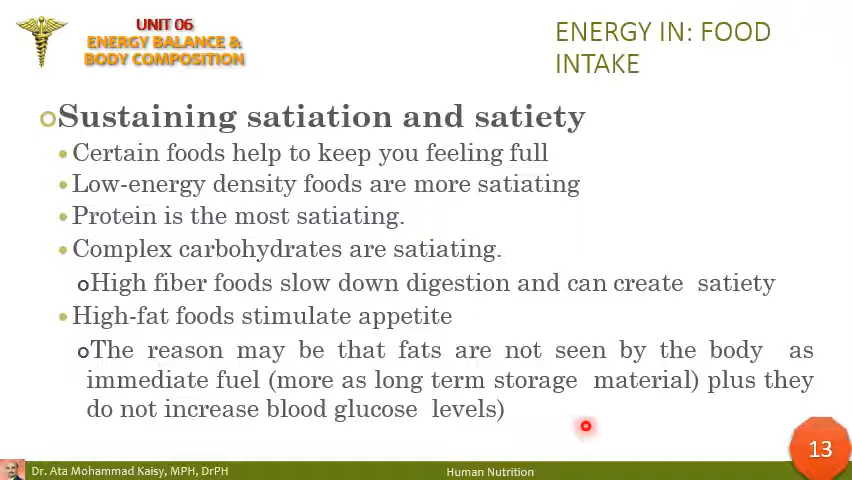 UNIT 06
ENERGY BALANCE &
BODY COMPOSITION
ENERGY IN: FOOD
INTAKE
Sustaining satiation and satiety
Certain foods help to keep you feeling full
Low-energy density foods are more satiating
Protein is the most satiating.
Complex carbohydrates are satiating.
High fiber foods slow down digestion and can create satiety
High-fat foods stimulate appetite
The reason may be that fats are not seen by the body as
immediate fuel (more as long term storage material) plus they
do not increase blood glucose levels)
13
Dr. Ata Mohammad Kaisy, MPH, DrPH
Human Nutrition